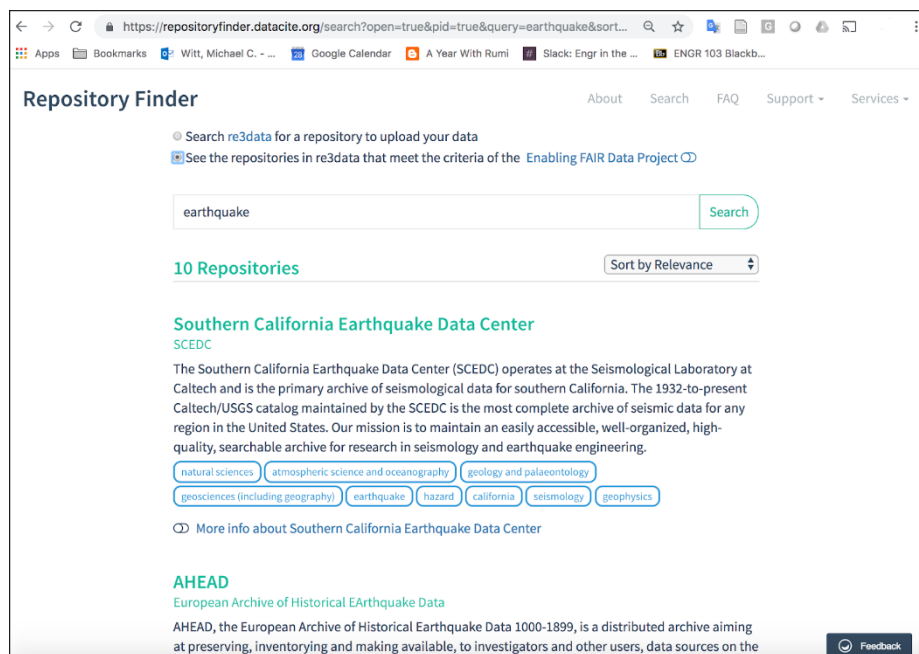 https://repositoryfinder.datacite.org/search?open=true&pid=true&query=earthquake&sort...
Apps Bookmarks Witt, Michael C. - ... 28 Google Calendar A Year With Rumi # Slack: Engr in the ... Bb ENGR 103 Blackb...
Repository Finder About Search FAQ Support Services
Search re3data for a repository to upload your data
See the repositories in re3data that meet the criteria of the Enabling FAIR Data Project
earthquake Search
10 Repositories Sort by Relevance
Southern California Earthquake Data Center
SCEDC
The Southern California Earthquake Data Center (SCEDC) operates at the Seismological Laboratory at
Caltech and is the primary archive of seismological data for southern California. The 1932-to-present
Caltech/USGS catalog maintained by the SCEDC is the most complete archive of seismic data for any
region in the United States. Our mission is to maintain an easily accessible, well-organized, high-
quality, searchable archive for research in seismology and earthquake engineering.
natural sciences atmospheric science and oceanography geology and palaeontology
geosciences (including geography) earthquake hazard california seismology geophysics
More info about Southern California Earthquake Data Center
AHEAD
European Archive of Historical EArthquake Data
AHEAD, the European Archive of Historical Earthquake Data 1000-1899, is a distributed archive aiming
at preserving, inventorying and making available, to investigators and other users, data sources on the
Feedback